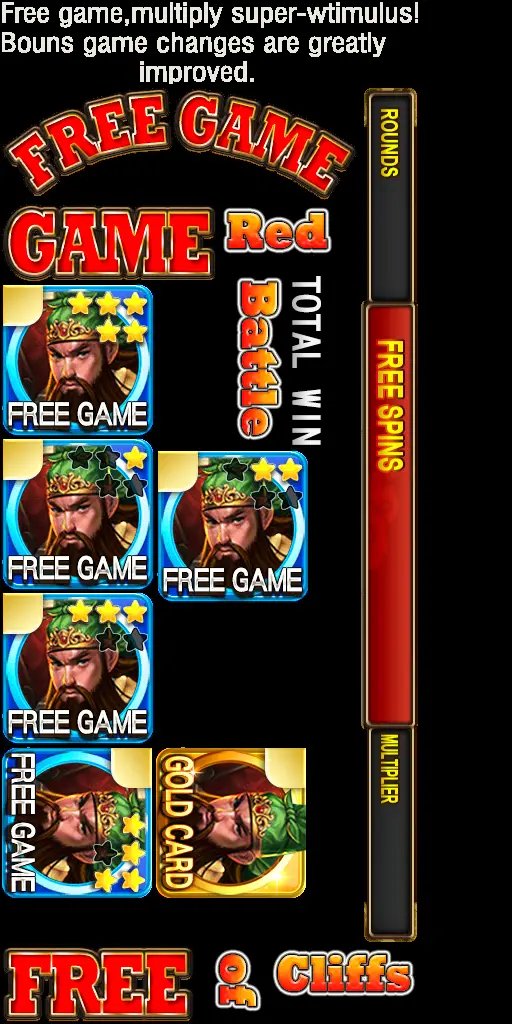 Free game,multiply super-wtimulus!
Bouns game changes are greatly
improved.
FREE GAME
GAME
Red
Battle
TOTAL WIN
ROUNDS
FREE SPINS
MULTIPLIER
FREE GAME
FREE GAME
FREE GAME
FREE GAME
FREE GAME
GOLD CARD
FREE
of
Cliffs